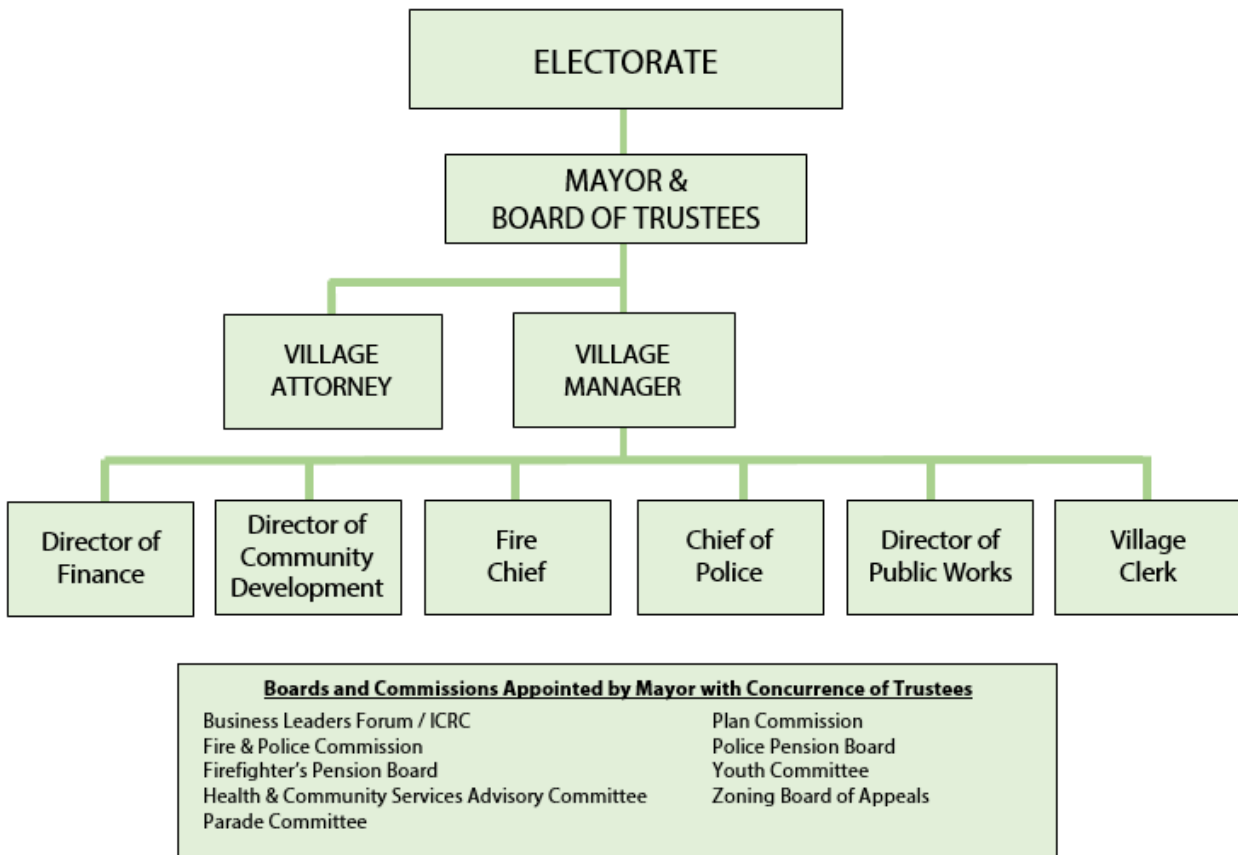 ELECTORATE
MAYOR &
BOARD OF TRUSTEES
VILLAGE
ATTORNEY
VILLAGE
MANAGER
Director of
Finance
Director of
Community
Development
Fire
Chief
Chief of
Police
Director of
Public Works
Village
Clerk
Boards and Commissions Appointed by Mayor with Concurrence of Trustees
Business Leaders Forum / ICRC
Fire & Police Commission
Firefighter's Pension Board
Health & Community Services Advisory Committee
Parade Committee
Plan Commission
Police Pension Board
Youth Committee
Zoning Board of Appeals